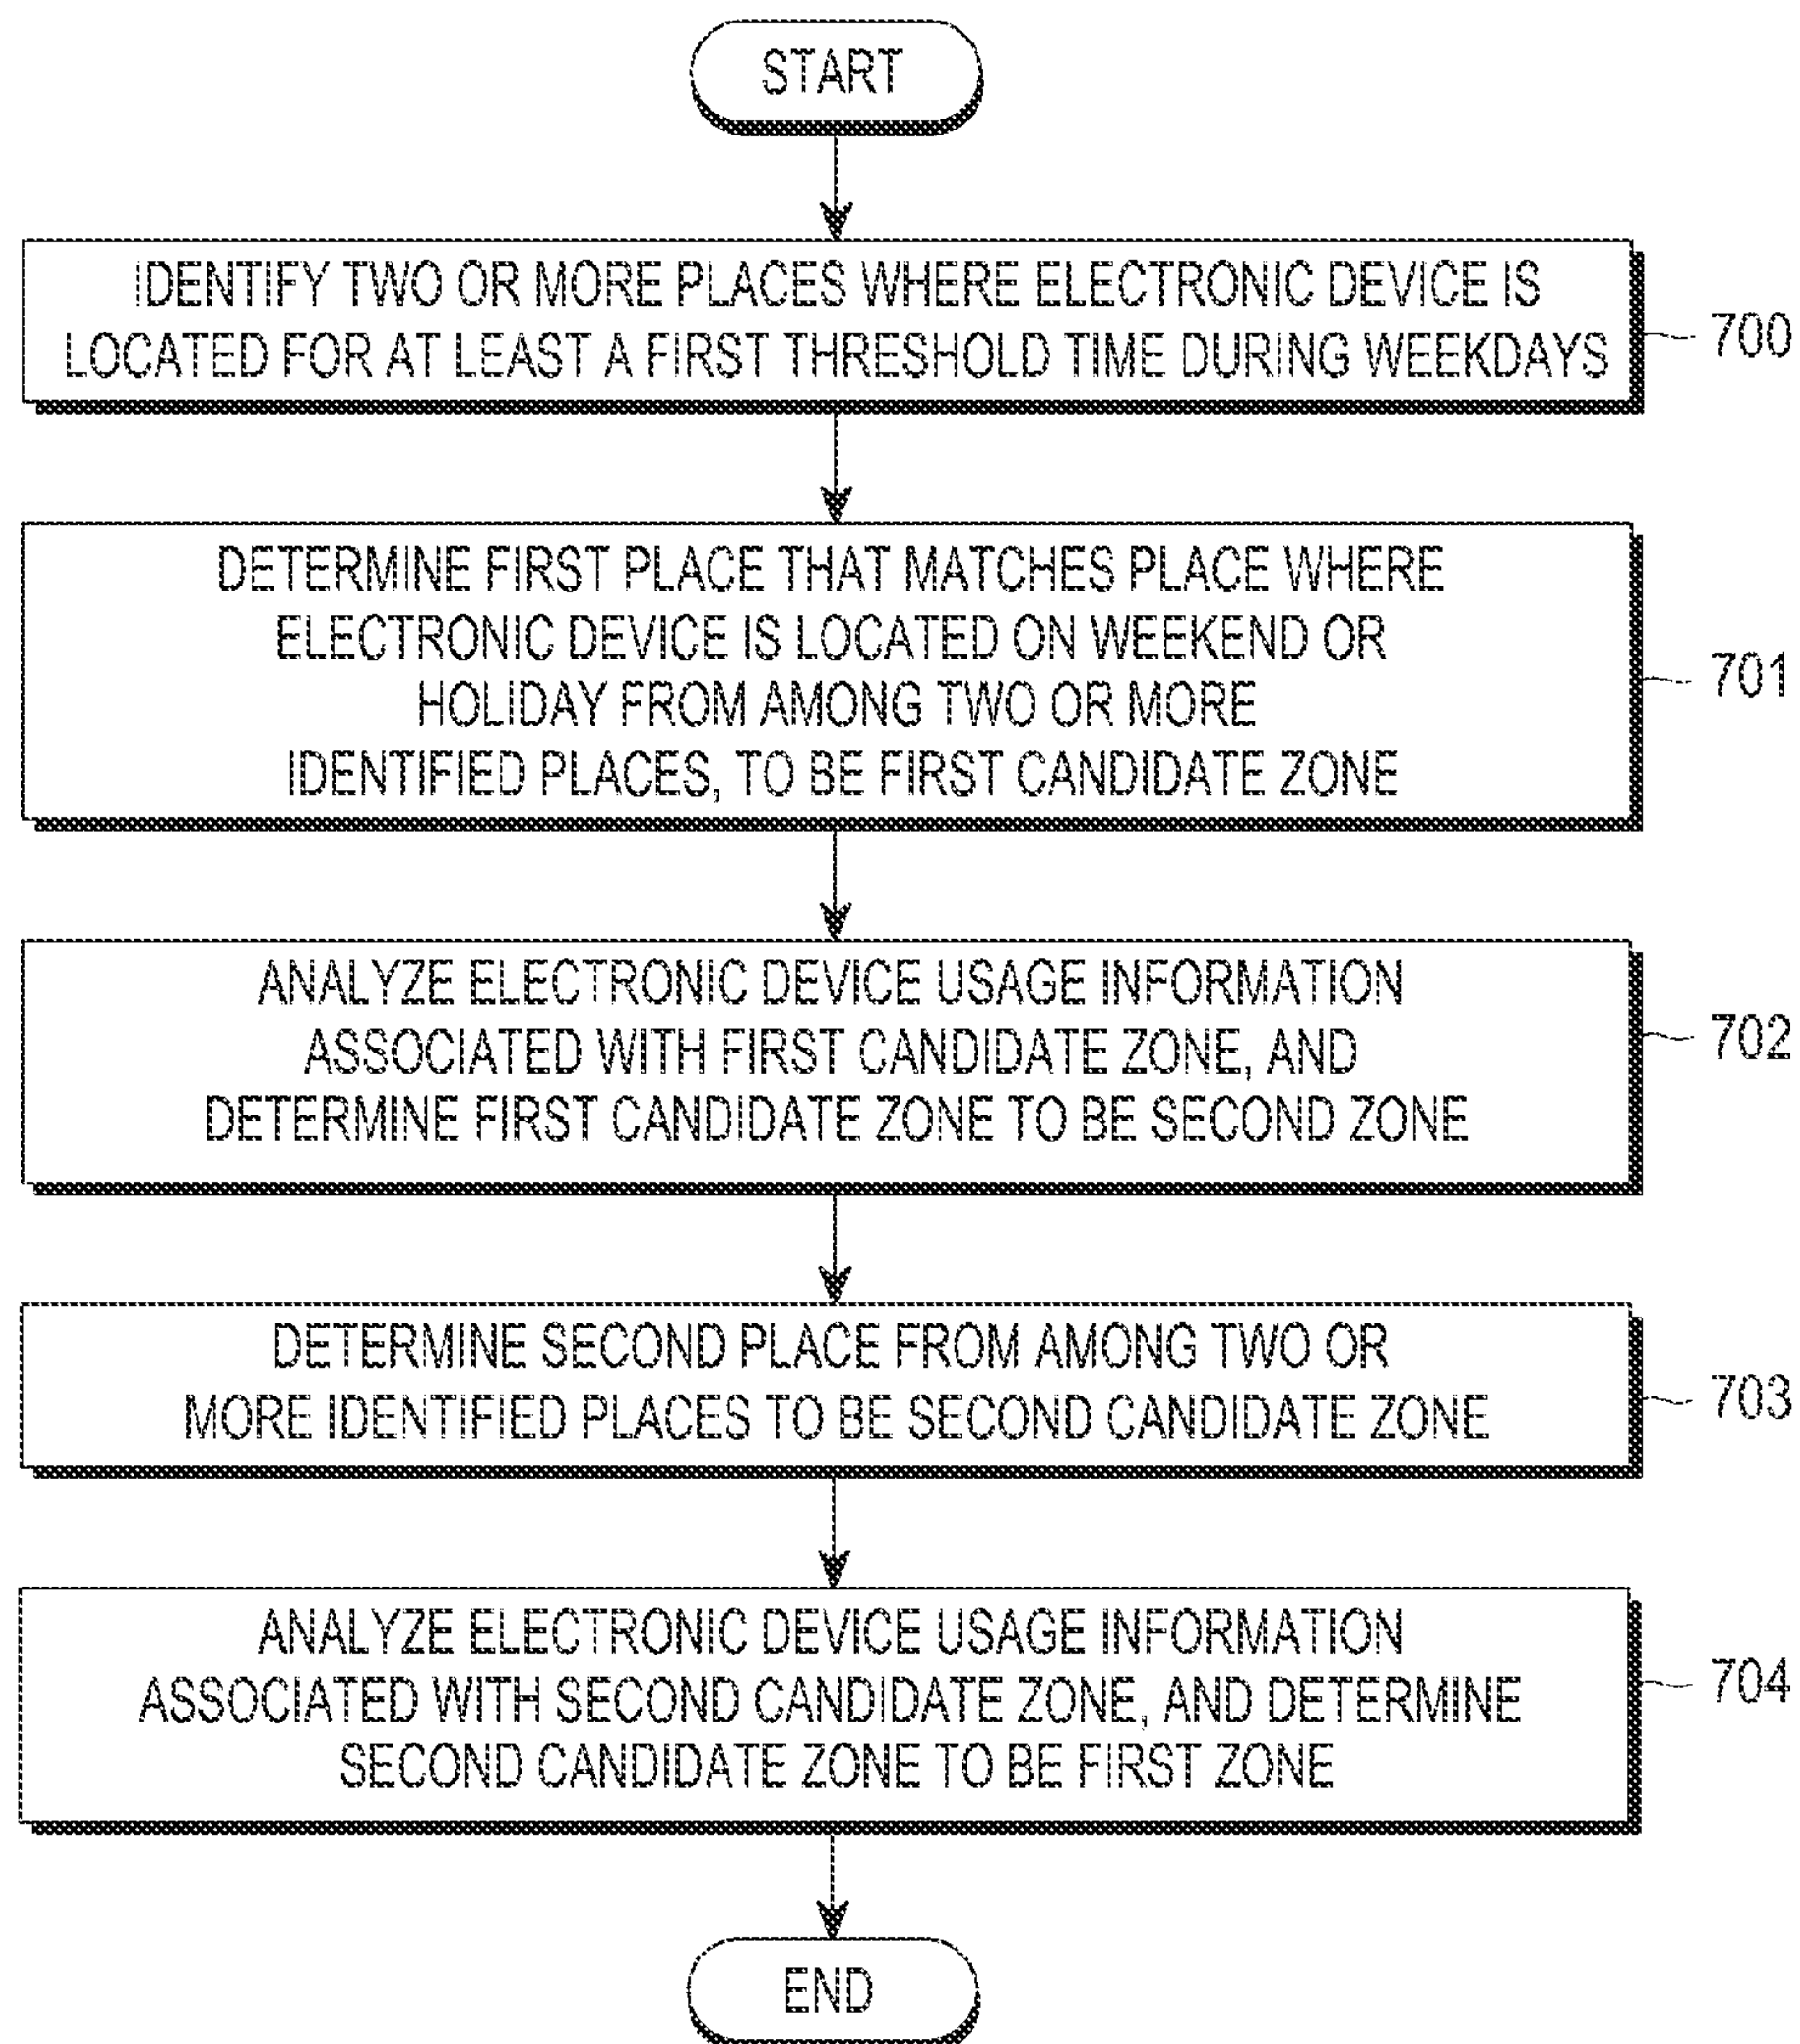 START
IDENTIFY TWO OR MORE PLACES WHERE ELECTRONIC DEVICE IS
LOCATED FOR AT LEAST A FIRST THRESHOLD TIME DURING WEEKDAYS
700
DETERMINE FIRST PLACE THAT MATCHES PLACE WHERE
ELECTRONIC DEVICE IS LOCATED ON WEEKEND OR
HOLIDAY FROM AMONG TWO OR MORE
IDENTIFIED PLACES, TO BE FIRST CANDIDATE ZONE
701
ANALYZE ELECTRONIC DEVICE USAGE INFORMATION
ASSOCIATED WITH FIRST CANDIDATE ZONE, AND
DETERMINE FIRST CANDIDATE ZONE TO BE SECOND ZONE
702
DETERMINE SECOND PLACE FROM AMONG TWO OR
MORE IDENTIFIED PLACES TO BE SECOND CANDIDATE ZONE
703
ANALYZE ELECTRONIC DEVICE USAGE INFORMATION
ASSOCIATED WITH SECOND CANDIDATE ZONE, AND DETERMINE
SECOND CANDIDATE ZONE TO BE FIRST ZONE
704
END